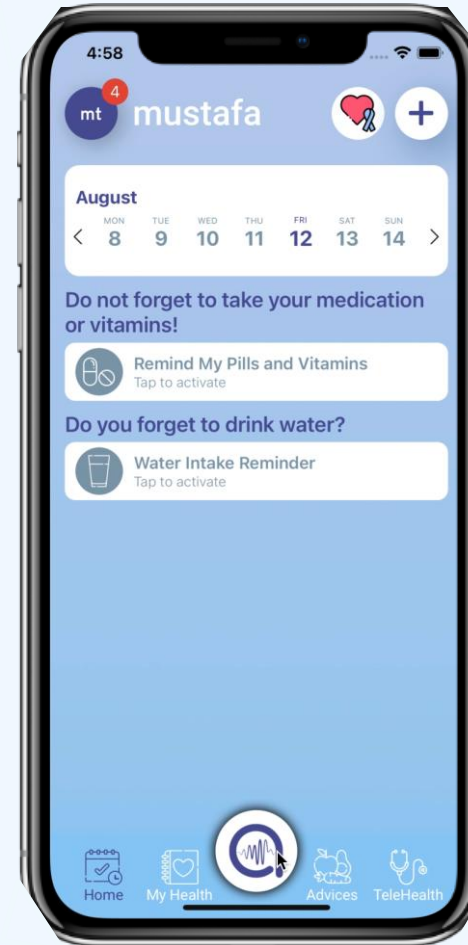 4:58
mt
4
mustafa
August
MON TUE WED THU FRI SAT SUN
8 9 10 11 12 13 14
Do not forget to take your medication
or vitamins!
Remind My Pills and Vitamins
Tap to activate
Do you forget to drink water?
Water Intake Reminder
Tap to activate
Home My Health Advices TeleHealth